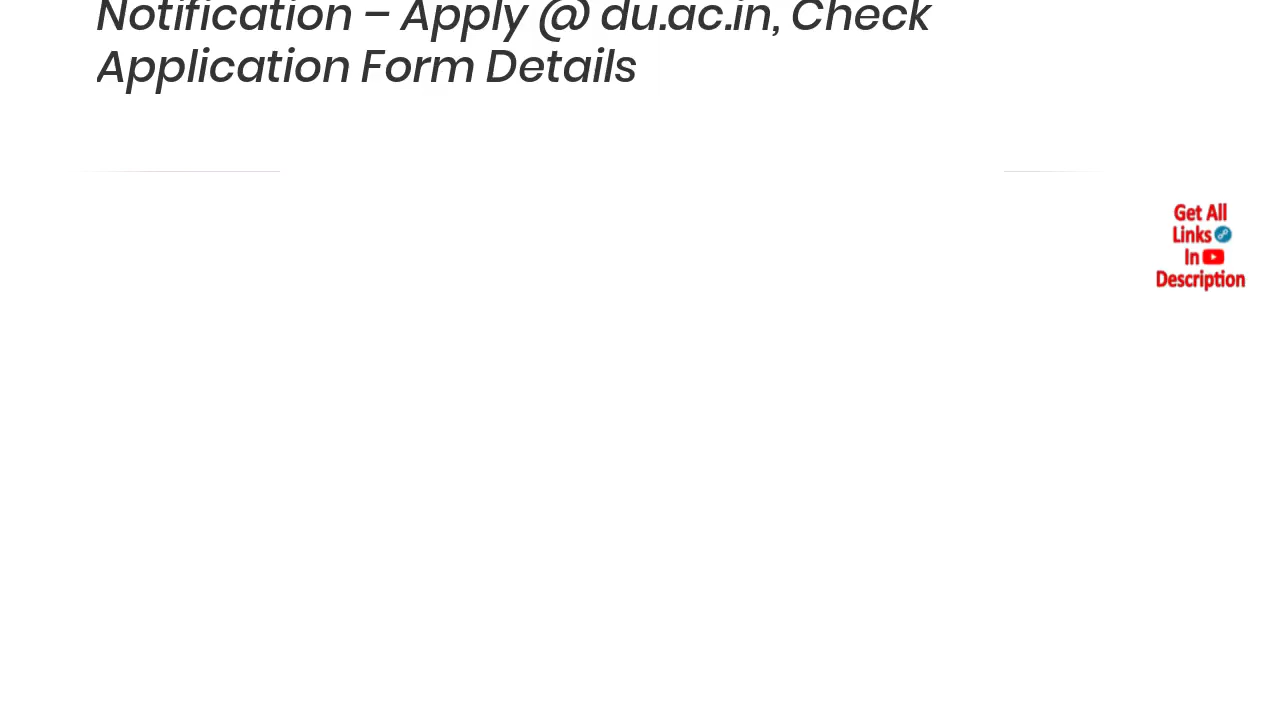 Notification – Apply @ du.ac.in, Check
Application Form Details
Get All
Links
In
Description